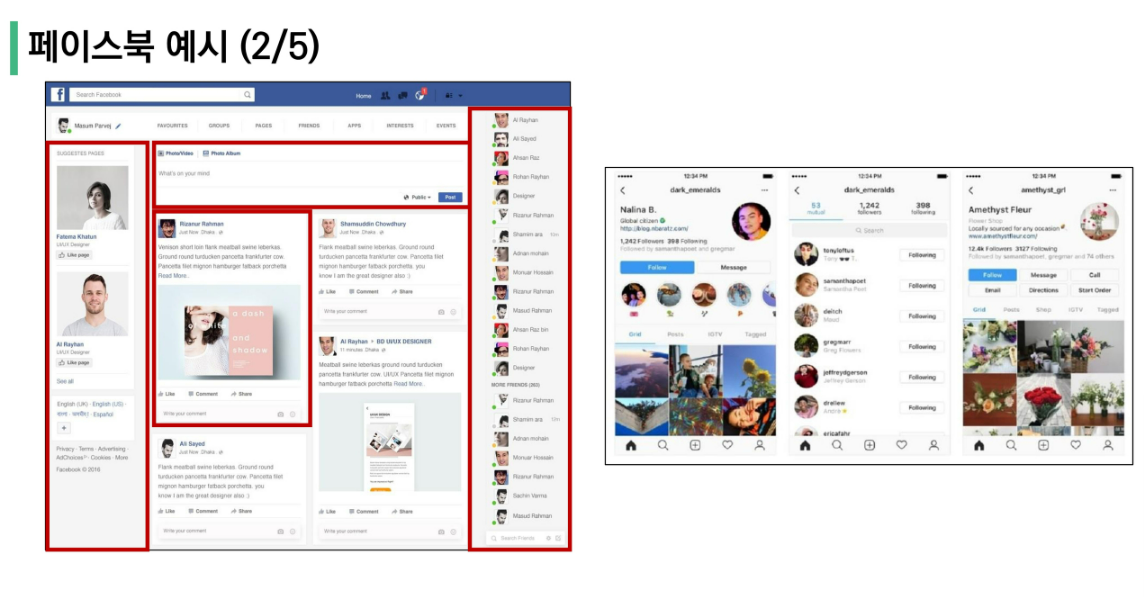 페이스북 예시 (2/5)
f Search Facebook
Home
Masum Parvej
FAVOURITES GROUPS PAGES FRIENDS APPS INTERESTS EVENTS
SUGGESTED PAGES
Fatema Khatun
UI/UX Designer
Like page
Al Rayhan
UI/UX Designer
Like page
See all
English (UK) · English (US) ·
Español
+
Privacy · Terms · Advertising ·
AdChoices · Cookies · More
Facebook © 2016
Photo/Video Photo Album
What's on your mind
Public Post
Rizanur Rahman
Just Now Dhaka
Venison short loin flank meatball swine leberkas.
Ground round turducken pancetta frankfurter cow.
Pancetta filet mignon hamburger fatback porchetta
Read More.
a dash
and
shadow
Like Comment Share
Write your comment
Ali Sayed
Just Now Dhaka
Flank meatball swine leberkas. Ground round
turducken pancetta frankfurter cow. Pancetta filet
mignon hamburger fatback porchetta. you
know I am the great designer also :)
Like Comment Share
Write your comment
Shamsuddin Chowdhury
Just Now Dhaka
Flank meatball swine leberkas. Ground round
turducken pancetta frankfurter cow. Pancetta filet
mignon hamburger fatback porchetta. you
know I am the great designer also :)
Like Comment Share
Write your comment
Al Rayhan BD UI/UX DESIGNER
11 minutes Dhaka
Meatball swine leberkas. Ground round turducken
pancetta frankfurter cow. UI/UX Pancetta filet mignon
hamburger fatback porchetta Read More.
Like Comment Share
Write your comment
Al Rayhan
Ali Sayed
Ahsan Raz
Rohan Rayhan
Designer
Rizanur Rahman
Shamim ara
Adnan mohain
Monuar Hossain
Rizanur Rahman
Masud Rahman
Ahsan Raz bin
Rohan Rayhan
Designer
MORE FRIENDS (263)
Rizanur Rahman
Shamim ara
Adnan mohain
Monuar Hossain
Rizanur Rahman
Sachin Varma
Masud Rahman
Search Friends
12:34 PM
dark_emeralds
Nalina B.
Global citizen
1,242 Followers 398 Following
Followed by samanthapoet and gregmar
Follow Message
Grid Posts IGTV Tagged
12:34 PM
dark_emeralds
53 1,242 398
mutual followers following
Search
tonyloftus
Following
samanthapoet
Samantha Poet
Following
deitch
Following
gregmarr
Following
jeffreydgerson
Jeffrey Gerson
Following
drellew
Following
ericafahr
12:34 PM
amethyst_grl
Amethyst Fleur
Flower Shop
Locally sourced for any occasion
www.amethystfleur.com/
12.4k Followers 3127 Following
Followed by samanthapoet, gregmar and 74 others
Follow Message Call
Email Directions Start Order
Grid Posts Shop IGTV Tagged